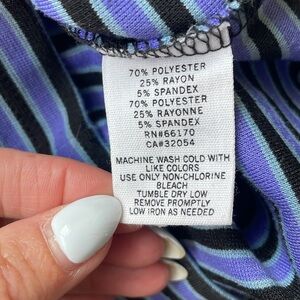 70% POLYESTER
25% RAYON
5% SPANDEX
70% POLYESTER
25% RAYONNE
5% SPANDEX
RN#66170
CA#32054
MACHINE WASH COLD WITH
LIKE COLORS
USE ONLY NON-CHLORINE
BLEACH
TUMBLE DRY LOW
REMOVE PROMPTLY
LOW IRON AS NEEDED